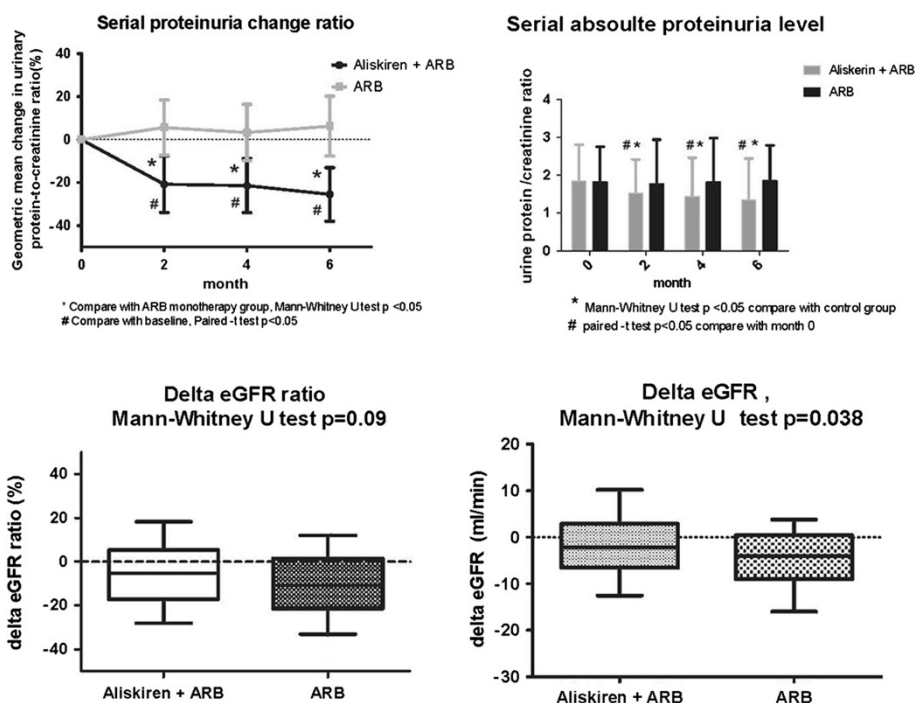 Serial proteinuria change ratio
Geometric mean change in urinary
protein-to-creatinine ratio(%)
40
20
0
-20
-40
Aliskiren + ARB
ARB
*
*
*
#
#
#
0
2
4
6
month
* Compare with ARB monotherapy group, Mann-Whitney U test p <0.05
# Compare with baseline, Paired -t test p<0.05
Serial absoulte proteinuria level
Aliskerin + ARB
ARB
urine protein /creatinine ratio
4
3
2
1
0
#*
#*
#*
0
2
4
6
month
* Mann-Whitney U test p <0.05 compare with control group
# paired -t test p<0.05 compare with month 0
Delta eGFR ratio
Mann-Whitney U test p=0.09
delta eGFR ratio (%)
40
20
0
-20
-40
Aliskiren + ARB
ARB
Delta eGFR ,
Mann-Whitney U test p=0.038
delta eGFR (ml/min)
20
10
0
-10
-20
-30
Aliskiren + ARB
ARB